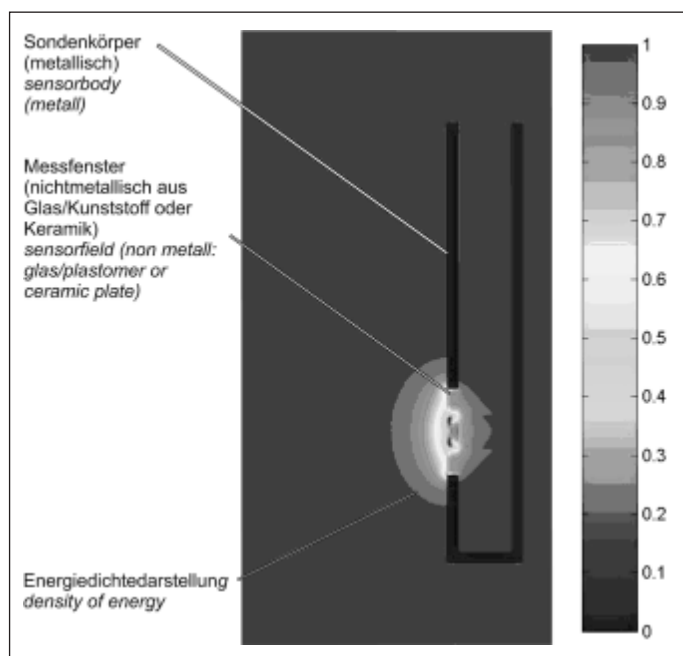 Sondenkörper
(metallisch)
sensorbody
(metall)
Messfenster
(nichtmetallisch aus
Glas/Kunststoff oder
Keramik)
sensorfield (non metall:
glas/plastomer or
ceramic plate)
Energiedichtedarstellung
density of energy
1
0.9
0.8
0.7
0.6
0.5
0.4
0.3
0.2
0.1
0